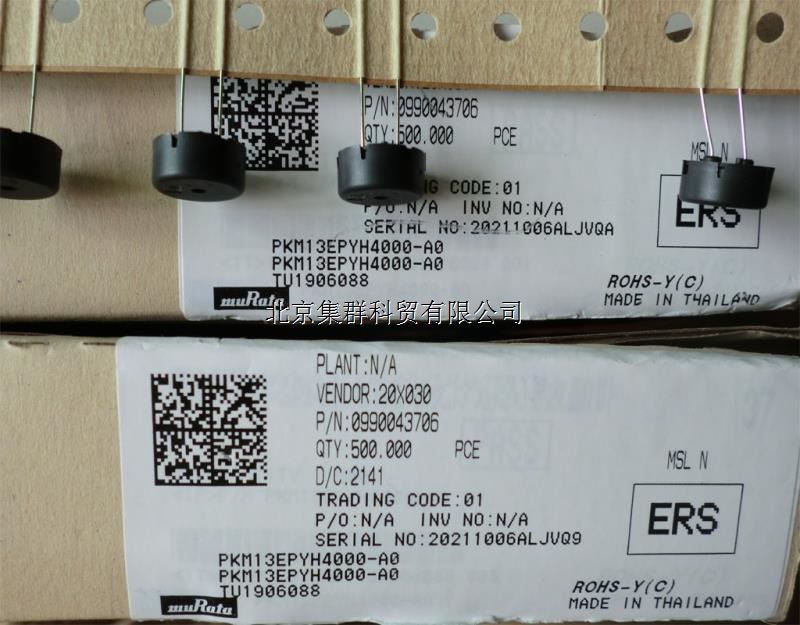 P/N:0990043706
QTY:500.000 PCE
MSL N
NG CODE:01
P/O:N/A INV NO:N/A
ERS
SERIAL NO:20211006ALJVQA
PKM13EPYH4000-A0
PKM13EPYH4000-A0
TU1906088
ROHS-Y(C)
muRata
MADE IN THAILAND
北京集群科贸有限公司
PLANT:N/A
VENDOR:20X030
P/N:0990043706
QTY:500.000 PCE
D/C:2141
MSL N
TRADING CODE:01
P/O:N/A INV NO:N/A
ERS
SERIAL NO:20211006ALJVQ9
PKM13EPYH4000-A0
PKM13EPYH4000-A0
TU1906088
ROHS-Y(C)
muRata
MADE IN THAILAND